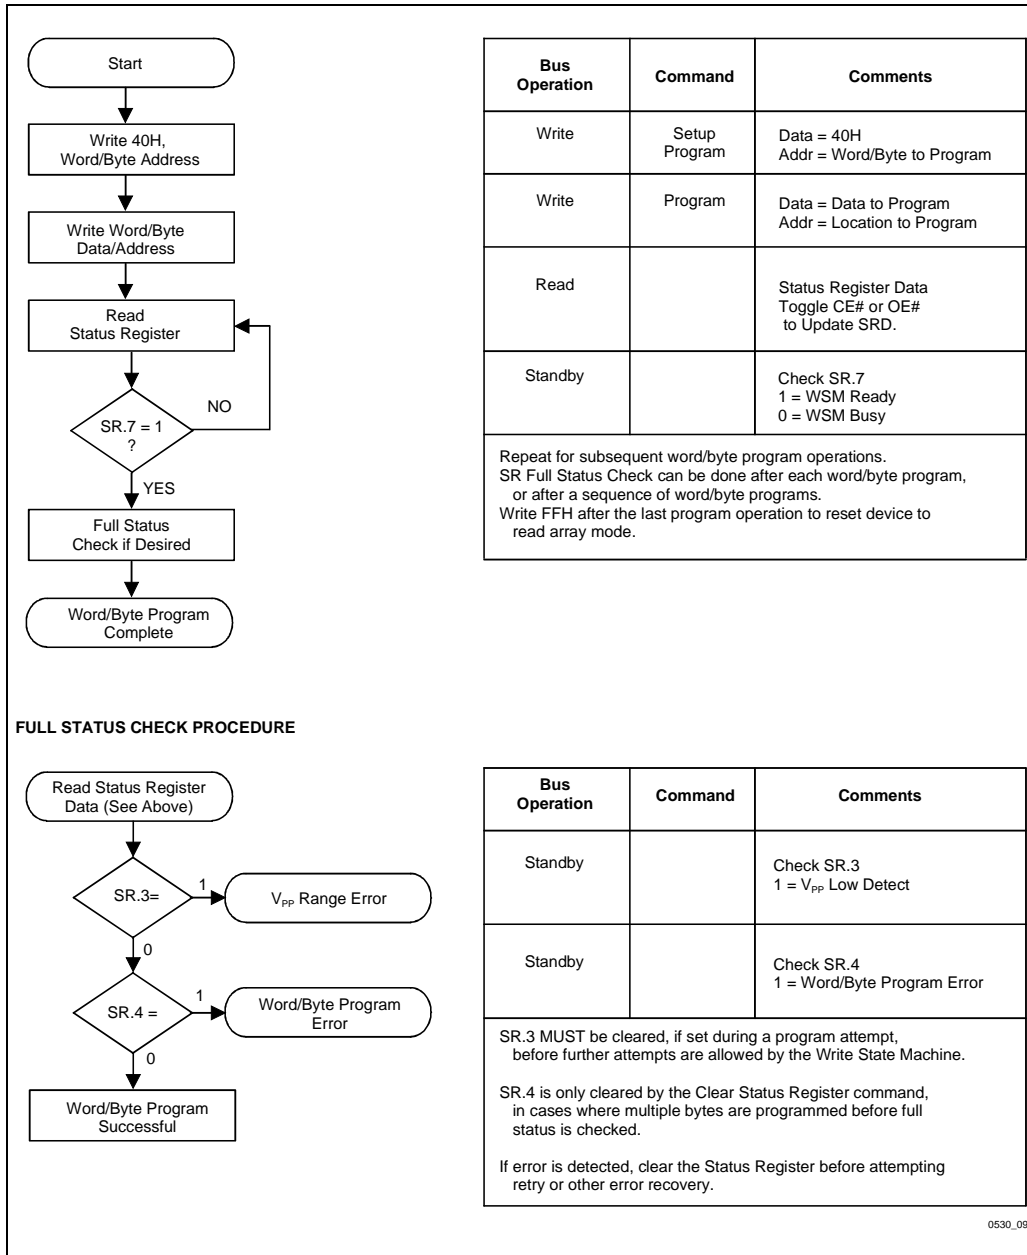 Start
Write 40H,
Word/Byte Address
Write Word/Byte
Data/Address
Read
Status Register
NO
SR.7 = 1
?
YES
Full Status
Check if Desired
Word/Byte Program
Complete
Bus
Operation
Command
Comments
Write
Setup
Program
Data = 40H
Addr = Word/Byte to Program
Write
Program
Data = Data to Program
Addr = Location to Program
Read
Status Register Data
Toggle CE# or OE#
to Update SRD.
Standby
Check SR.7
1 = WSM Ready
0 = WSM Busy
Repeat for subsequent word/byte program operations.
SR Full Status Check can be done after each word/byte program,
or after a sequence of word/byte programs.
Write FFH after the last program operation to reset device to
read array mode.
FULL STATUS CHECK PROCEDURE
Read Status Register
Data (See Above)
SR.3=
1
VPP Range Error
0
SR.4 =
1
Word/Byte Program
Error
0
Word/Byte Program
Successful
Bus
Operation
Command
Comments
Standby
Check SR.3
1 = VPP Low Detect
Standby
Check SR.4
1 = Word/Byte Program Error
SR.3 MUST be cleared, if set during a program attempt,
before further attempts are allowed by the Write State Machine.
SR.4 is only cleared by the Clear Status Register command,
in cases where multiple bytes are programmed before full
status is checked.
If error is detected, clear the Status Register before attempting
retry or other error recovery.
0530_09